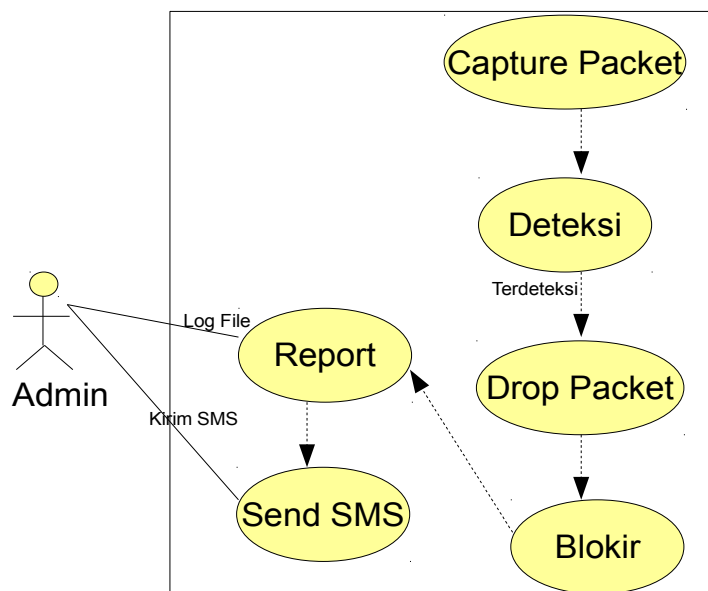 Capture Packet
Deteksi
Terdeteksi
Log File
Report
Drop Packet
Admin
Kirim SMS
Send SMS
Blokir